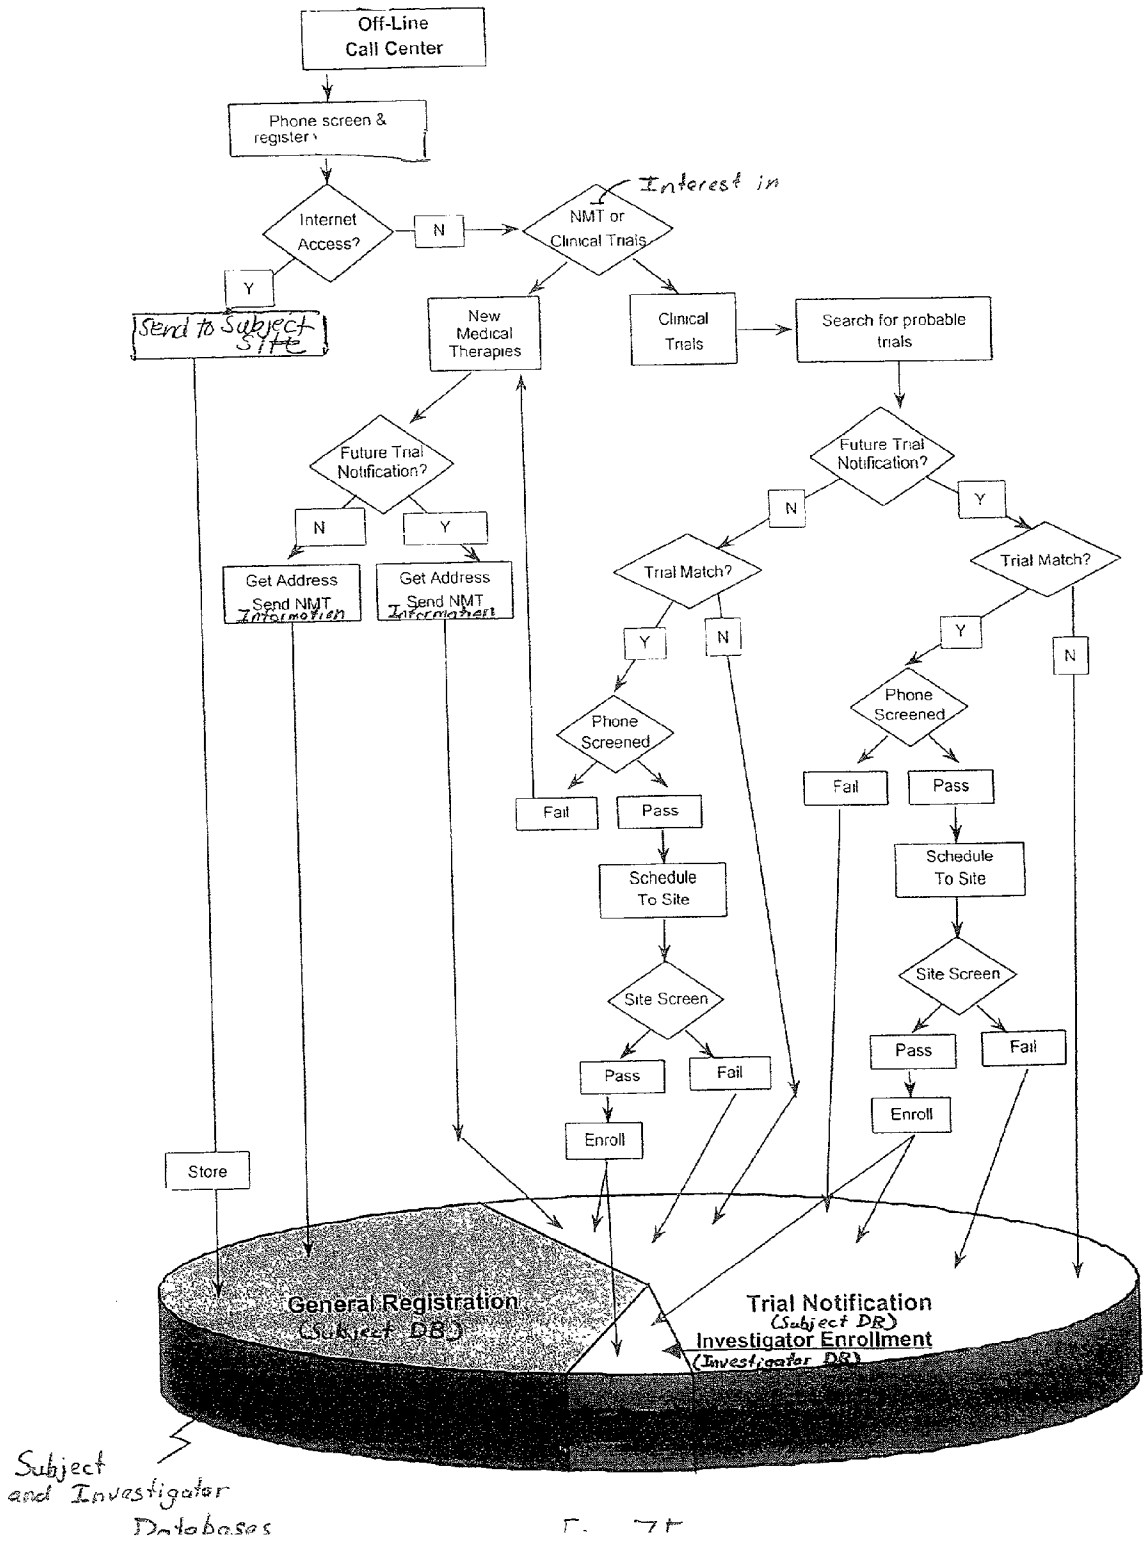 Off-Line
Call Center
Phone screen &
register
Interest in
Internet
Access?
N
NMT or
Clinical Trials
Y
Send to Subject
Site
New
Medical
Therapies
Clinical
Trials
Search for probable
trials
Future Trial
Notification?
Future Trial
Notification?
N
Y
N
Y
Get Address
Send NMT
Information
Get Address
Send NMT
Information
Trial Match?
Trial Match?
Y
N
Y
N
Phone
Screened
Phone
Screened
Fail
Pass
Fail
Pass
Schedule
To Site
Schedule
To Site
Site Screen
Site Screen
Pass
Fail
Pass
Fail
Enroll
Enroll
Store
General Registration
(Subject DB)
Trial Notification
(Subject DB)
Investigator Enrollment
(Investigator DB)
Subject
and Investigator
Databases